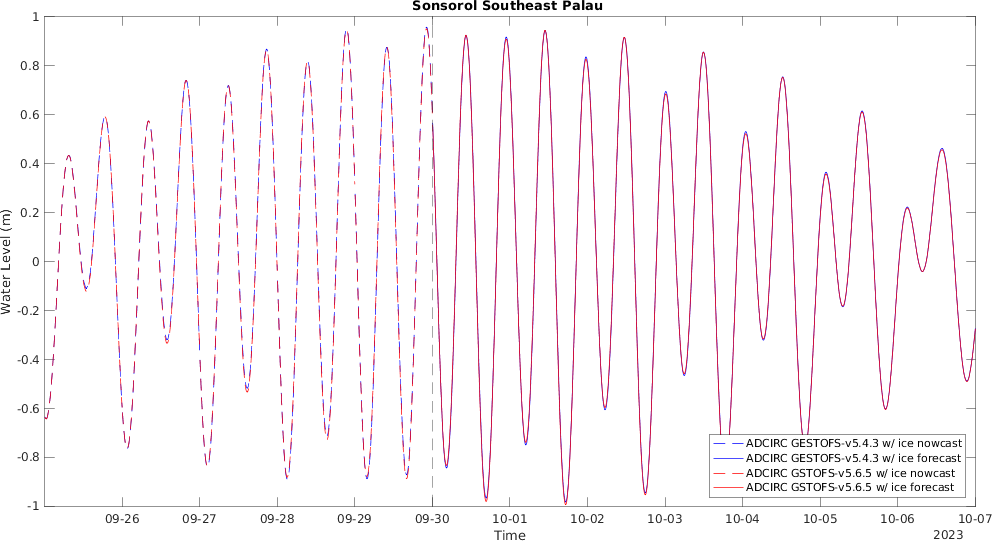 Sonsorol Southeast Palau
1
0.8
0.6
0.4
0.2
0
-0.2
-0.4
-0.6
-0.8
-1
Water Level (m)
ADCIRC GESTOFS-v5.4.3 w/ ice nowcast
ADCIRC GESTOFS-v5.4.3 w/ ice forecast
ADCIRC GSTOFS-v5.6.5 w/ ice nowcast
ADCIRC GSTOFS-v5.6.5 w/ ice forecast
09-26 09-27 09-28 09-29 09-30 10-01 10-02 10-03 10-04 10-05 10-06 10-07
Time
2023